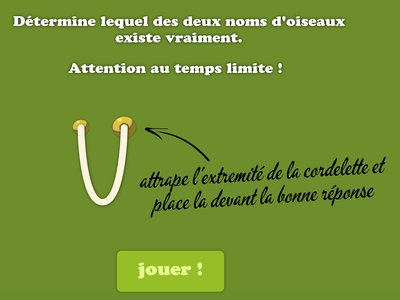 Détermine lequel des deux noms d'oiseaux
existe vraiment.
Attention au temps limite !
attrape l'extremité de la cordelette et
place la devant la bonne réponse
jouer !